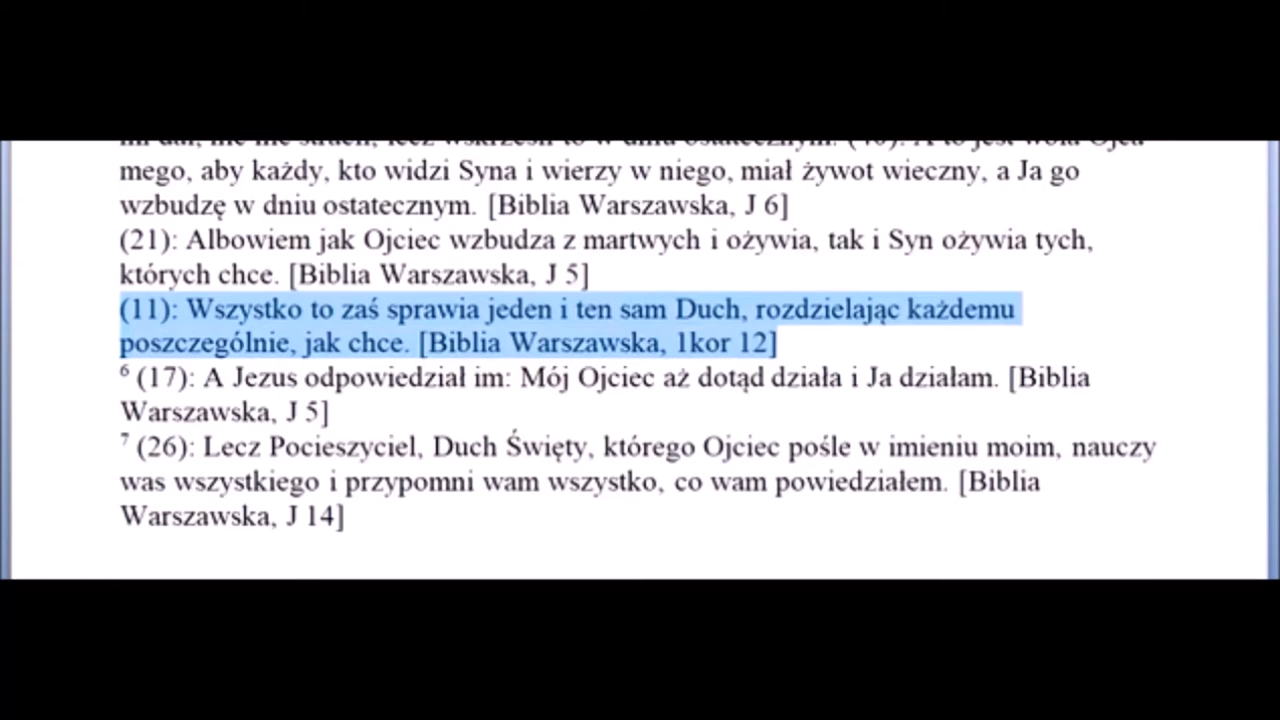 mego, aby każdy, kto widzi Syna i wierzy w niego, miał żywot wieczny, a Ja go
wzbudzę w dniu ostatecznym. [Biblia Warszawska, J 6]
(21): Albowiem jak Ojciec wzbudza z martwych i ożywia, tak i Syn ożywia tych,
których chce. [Biblia Warszawska, J 5]
(11): Wszystko to zaś sprawia jeden i ten sam Duch, rozdzielając każdemu
poszczególnie, jak chce. [Biblia Warszawska, 1kor 12]
⁶ (17): A Jezus odpowiedział im: Mój Ojciec aż dotąd działa i Ja działam. [Biblia
Warszawska, J 5]
⁷ (26): Lecz Pocieszyciel, Duch Święty, którego Ojciec pośle w imieniu moim, nauczy
was wszystkiego i przypomni wam wszystko, co wam powiedziałem. [Biblia
Warszawska, J 14]